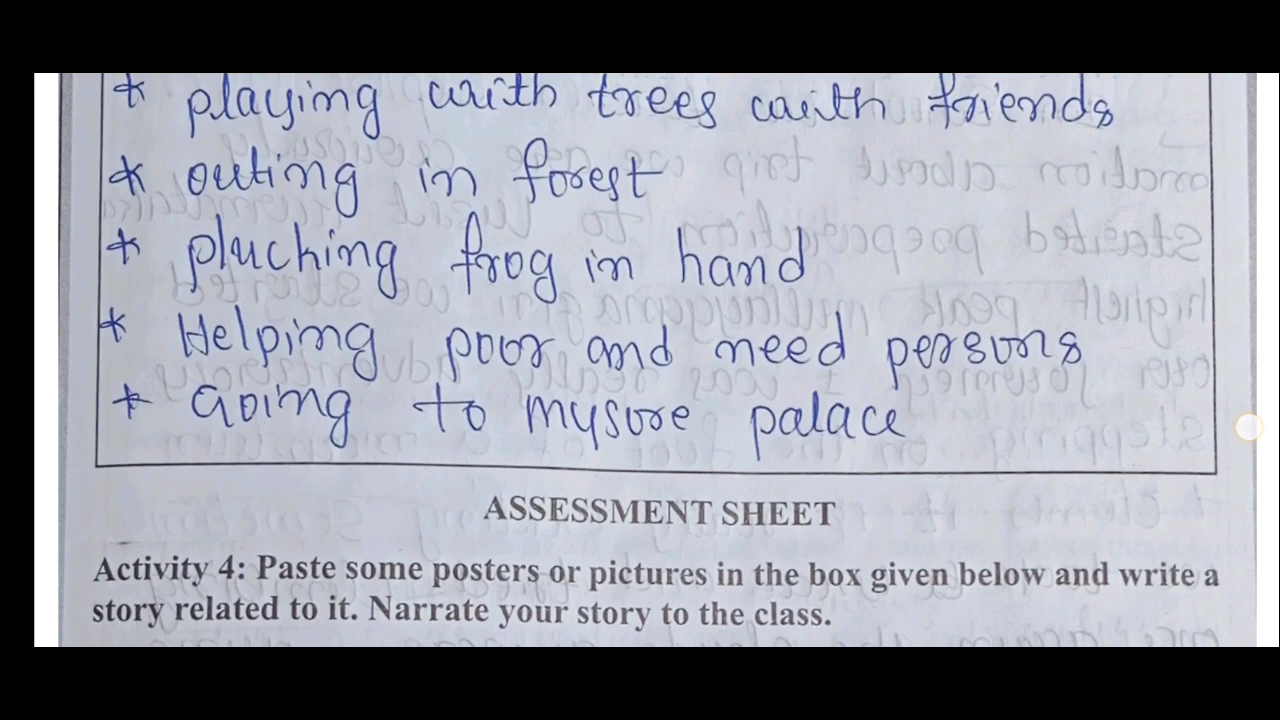 * playing with trees with friends
* outing in forest
* pluching frog in hand
* Helping poor and need persons
* Going to mysore palace
ASSESSMENT SHEET
Activity 4: Paste some posters or pictures in the box given below and write a
story related to it. Narrate your story to the class.